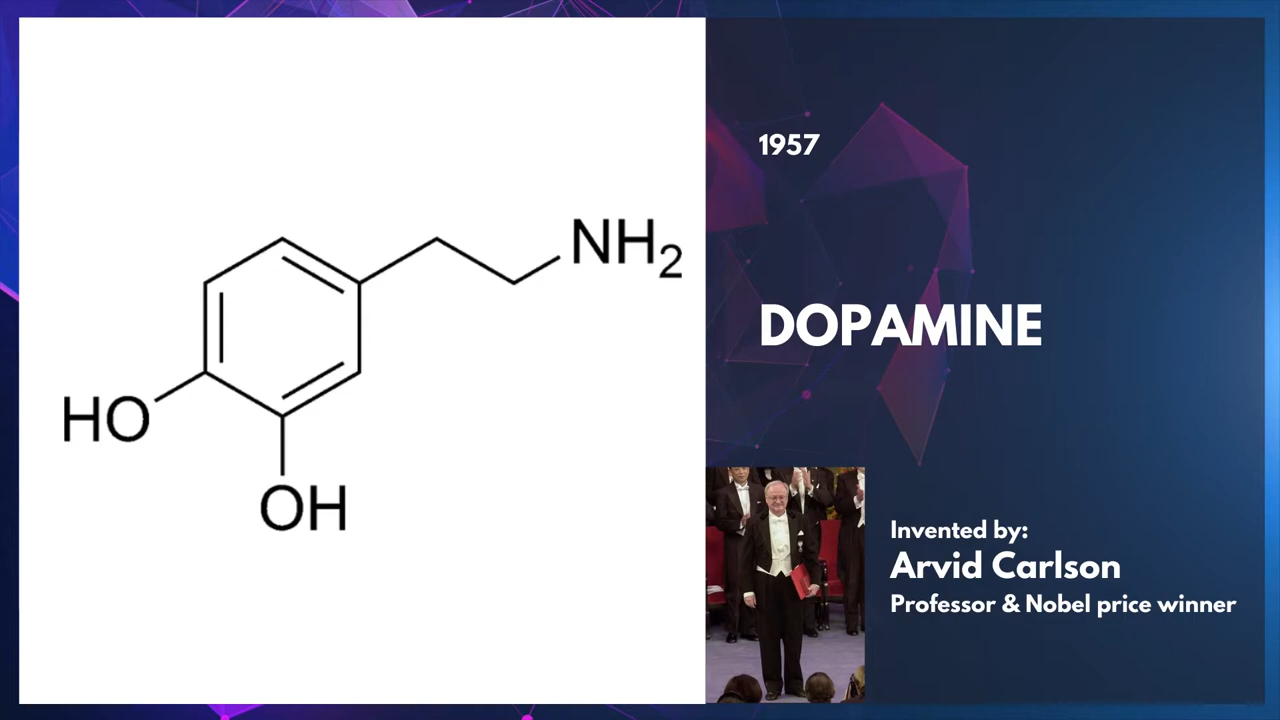 NH₂
HO
OH
1957
DOPAMINE
Invented by:
Arvid Carlson
Professor & Nobel price winner